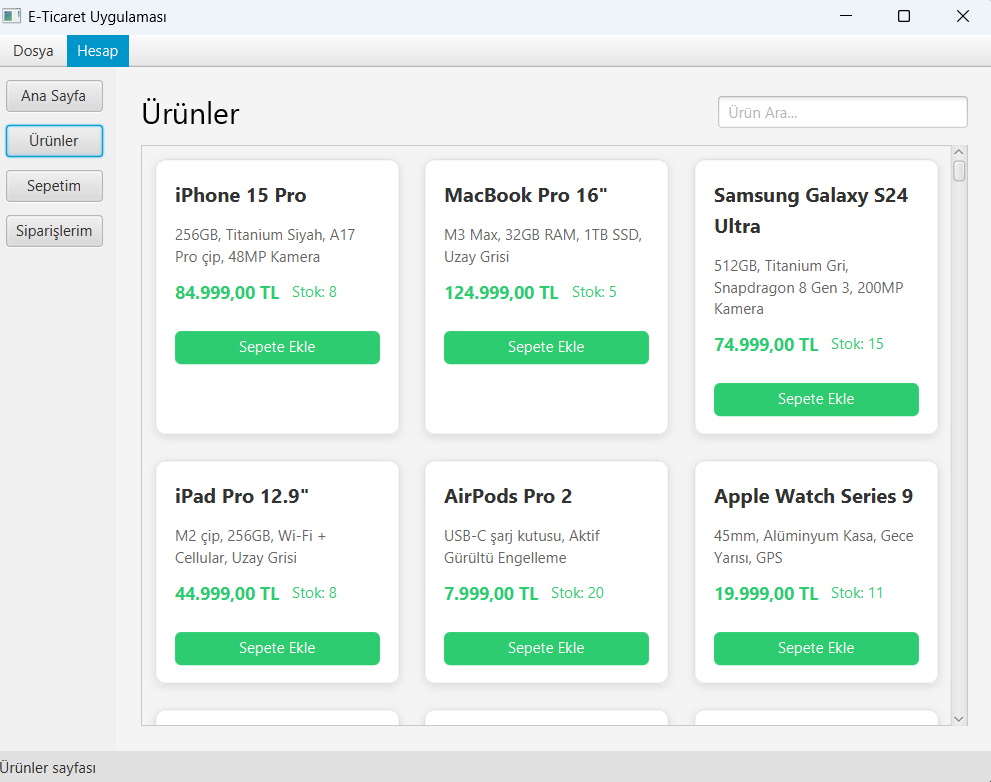 E-Ticaret Uygulaması
Dosya Hesap
Ana Sayfa
Ürünler
Sepetim
Siparişlerim
Ürünler
Ürün Ara...
iPhone 15 Pro
256GB, Titanium Siyah, A17
Pro çip, 48MP Kamera
84.999,00 TL Stok: 8
Sepete Ekle
MacBook Pro 16"
M3 Max, 32GB RAM, 1TB SSD,
Uzay Grisi
124.999,00 TL Stok: 5
Sepete Ekle
Samsung Galaxy S24
Ultra
512GB, Titanium Gri,
Snapdragon 8 Gen 3, 200MP
Kamera
74.999,00 TL Stok: 15
Sepete Ekle
iPad Pro 12.9"
M2 çip, 256GB, Wi-Fi +
Cellular, Uzay Grisi
44.999,00 TL Stok: 8
Sepete Ekle
AirPods Pro 2
USB-C şarj kutusu, Aktif
Gürültü Engelleme
7.999,00 TL Stok: 20
Sepete Ekle
Apple Watch Series 9
45mm, Alüminyum Kasa, Gece
Yarısı, GPS
19.999,00 TL Stok: 11
Sepete Ekle
Ürünler sayfası